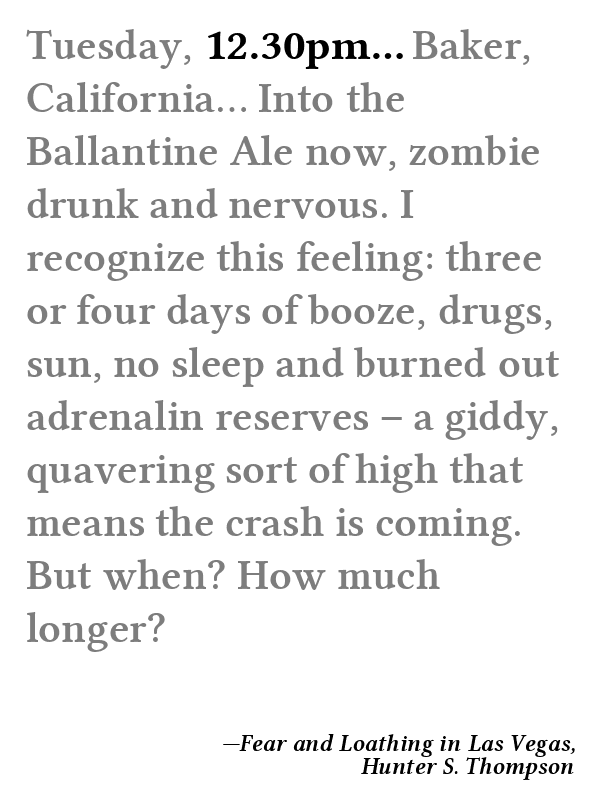 Tuesday, 12.30pm... Baker,
California... Into the
Ballantine Ale now, zombie
drunk and nervous. I
recognize this feeling: three
or four days of booze, drugs,
sun, no sleep and burned out
adrenalin reserves – a giddy,
quavering sort of high that
means the crash is coming.
But when? How much
longer?
—Fear and Loathing in Las Vegas,
Hunter S. Thompson